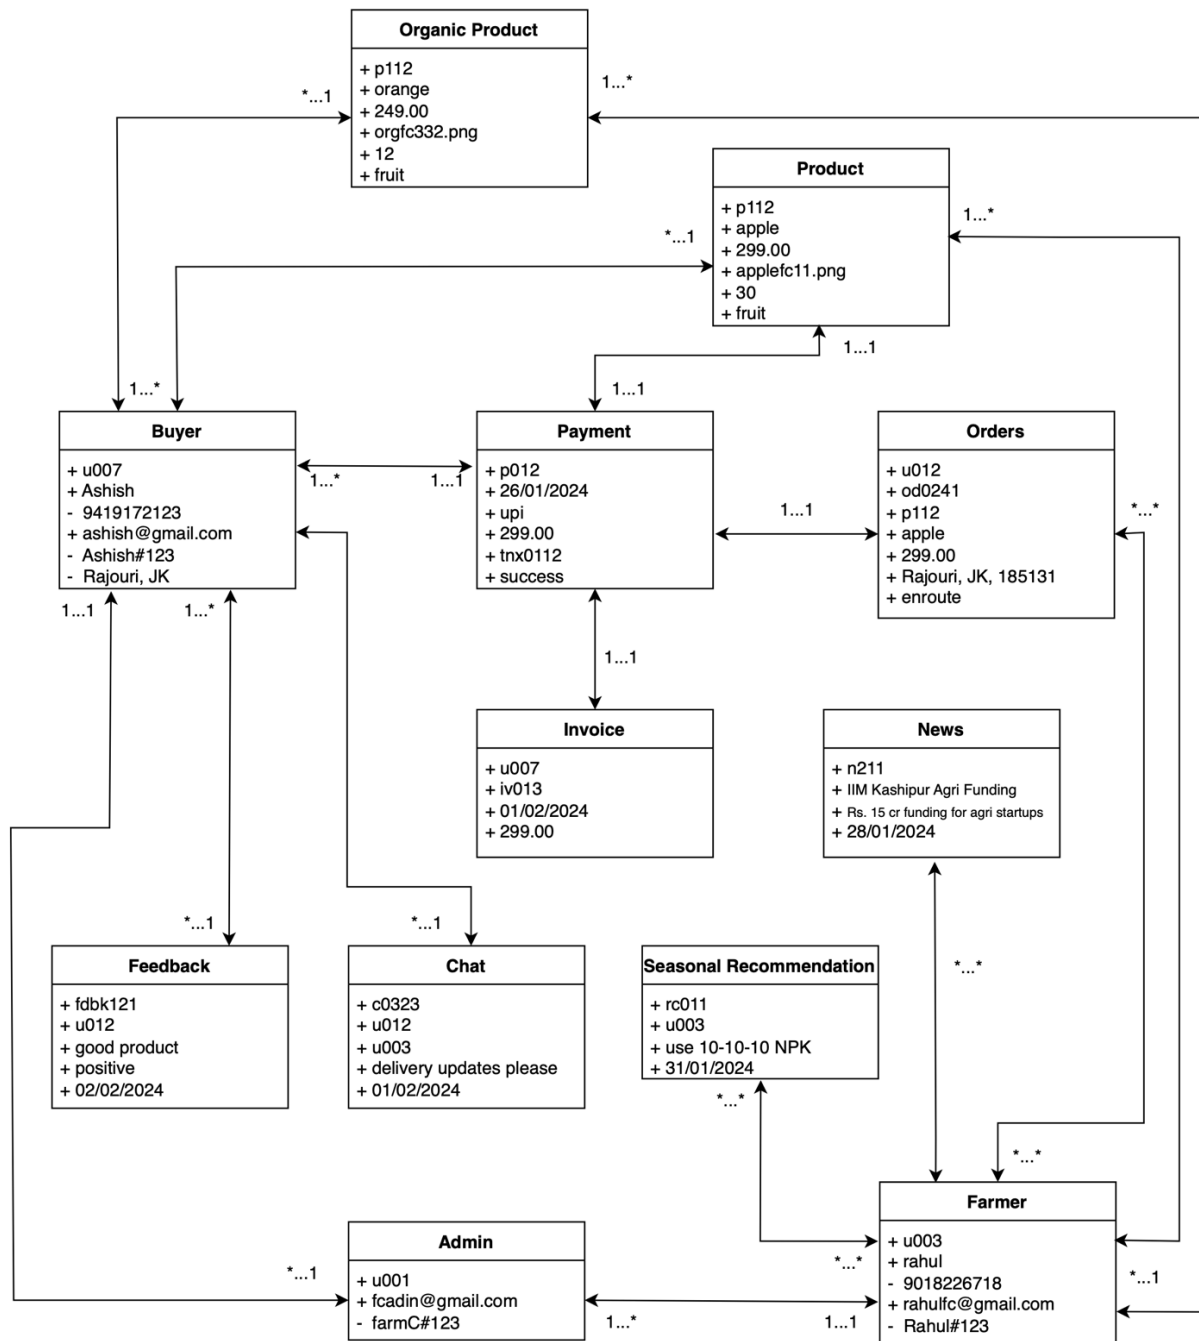 Organic Product
+ p112
+ orange
+ 249.00
+ orgfc332.png
+ 12
+ fruit
*...1
1...*
Product
+ p112
+ apple
+ 299.00
+ applefc11.png
+ 30
+ fruit
*...1
1...*
1...1
1...1
1...*
Buyer
+ u007
+ Ashish
- 9419172123
+ ashish@gmail.com
- Ashish#123
- Rajouri, JK
1...*
1...1
Payment
+ p012
+ 26/01/2024
+ upi
+ 299.00
+ tnx0112
+ success
1...1
Orders
+ u012
+ od0241
+ p112
+ apple
+ 299.00
+ Rajouri, JK, 185131
+ enroute
*...*
1...1
1...*
1...1
Invoice
+ u007
+ iv013
+ 01/02/2024
+ 299.00
News
+ n211
+ IIM Kashipur Agri Funding
+ Rs. 15 cr funding for agri startups
+ 28/01/2024
*...1
*...1
*...*
Feedback
+ fdbk121
+ u012
+ good product
+ positive
+ 02/02/2024
Chat
+ c0323
+ u012
+ u003
+ delivery updates please
+ 01/02/2024
Seasonal Recommendation
+ rc011
+ u003
+ use 10-10-10 NPK
+ 31/01/2024
*...*
*...*
Admin
+ u001
+ fcadin@gmail.com
- farmC#123
*...1
1...*
1...1
*...*
Farmer
+ u003
+ rahul
- 9018226718
+ rahulfc@gmail.com
- Rahul#123
*...1